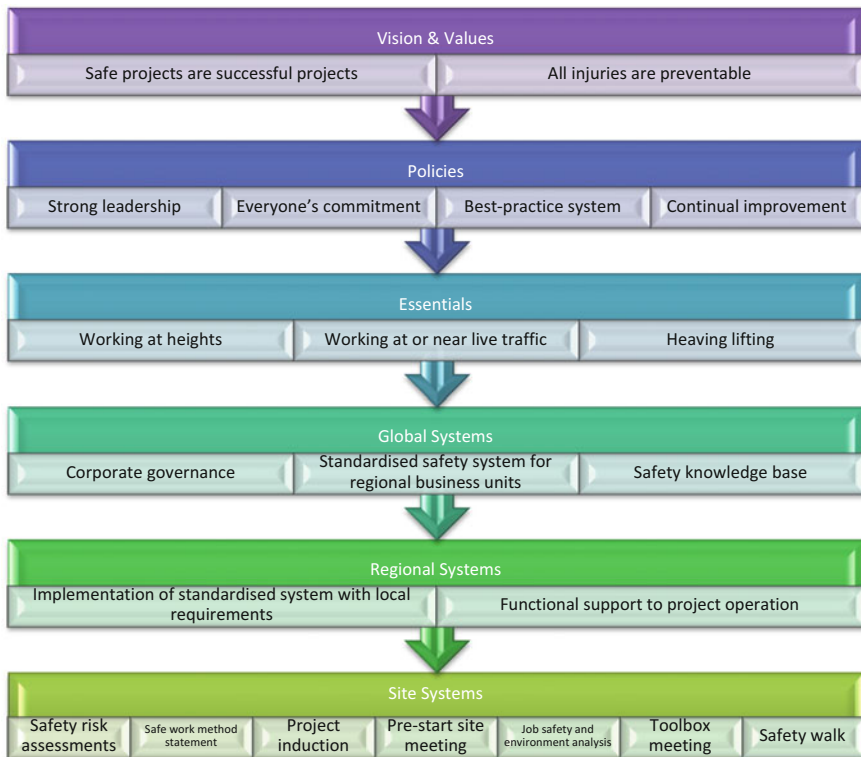 Vision & Values
Safe projects are successful projects
All injuries are preventable
Policies
Strong leadership
Everyone’s commitment
Best-practice system
Continual improvement
Essentials
Working at heights
Working at or near live traffic
Heaving lifting
Global Systems
Corporate governance
Standardised safety system for
regional business units
Safety knowledge base
Regional Systems
Implementation of standardised system with local
requirements
Functional support to project operation
Site Systems
Safety risk
assessments
Safe work method
statement
Project
induction
Pre-start site
meeting
Job safety and
environment analysis
Toolbox
meeting
Safety walk